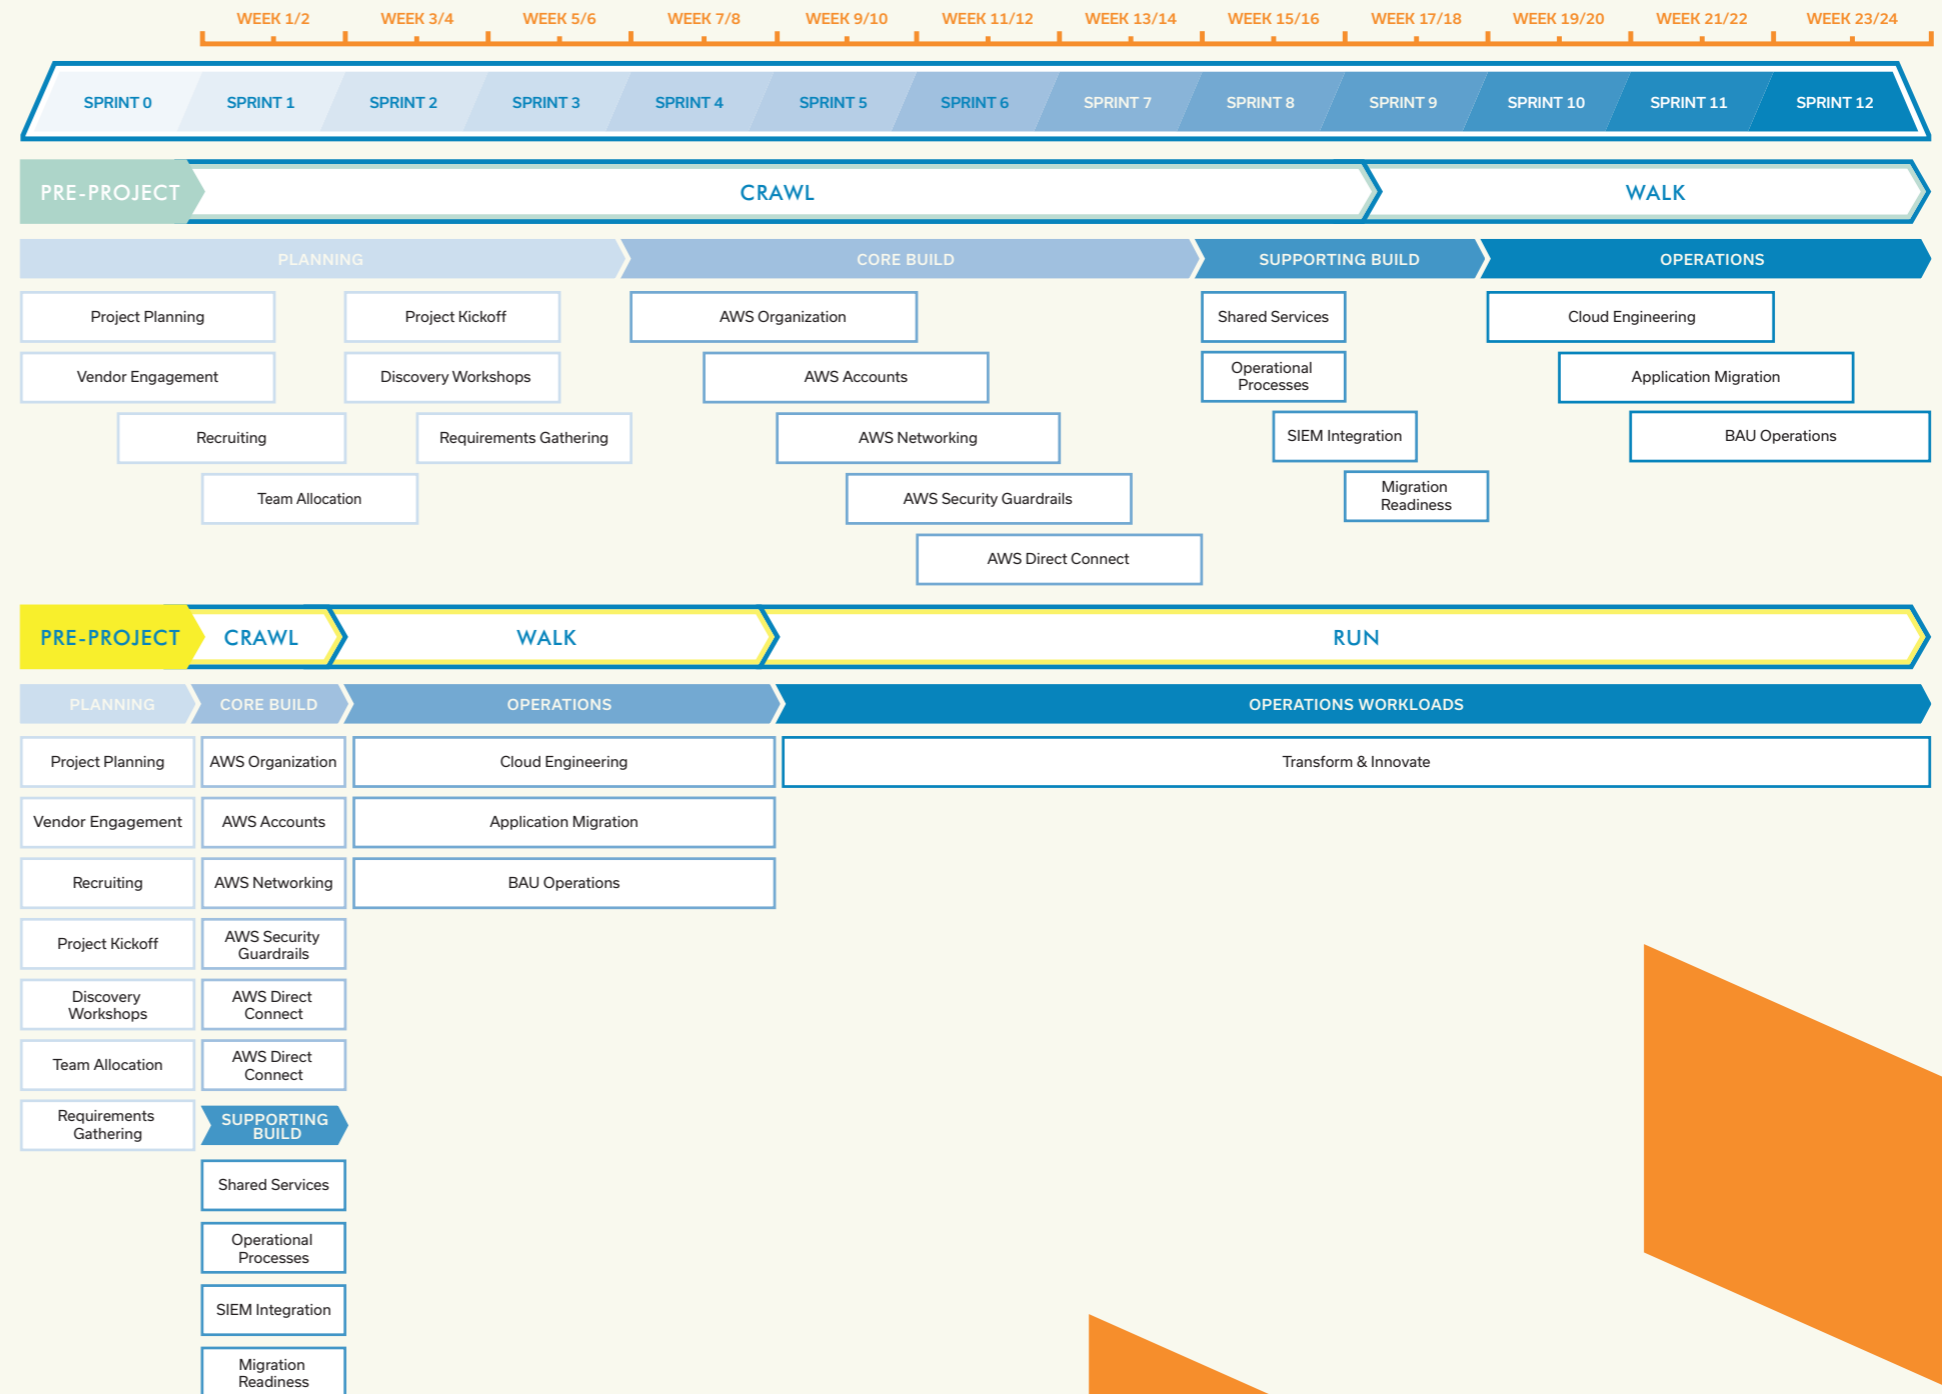 WEEK 1/2 WEEK 3/4 WEEK 5/6 WEEK 7/8 WEEK 9/10 WEEK 11/12 WEEK 13/14 WEEK 15/16 WEEK 17/18 WEEK 19/20 WEEK 21/22 WEEK 23/24
SPRINT 0 SPRINT 1 SPRINT 2 SPRINT 3 SPRINT 4 SPRINT 5 SPRINT 6 SPRINT 7 SPRINT 8 SPRINT 9 SPRINT 10 SPRINT 11 SPRINT 12
PRE-PROJECT CRAWL WALK
PLANNING CORE BUILD SUPPORTING BUILD OPERATIONS
Project Planning Project Kickoff AWS Organization Shared Services Cloud Engineering
Vendor Engagement Discovery Workshops AWS Accounts Operational
Processes Application Migration
Recruiting Requirements Gathering AWS Networking SIEM Integration BAU Operations
Team Allocation AWS Security Guardrails Migration
Readiness
AWS Direct Connect
PRE-PROJECT CRAWL WALK RUN
PLANNING CORE BUILD OPERATIONS OPERATIONS WORKLOADS
Project Planning AWS Organization Cloud Engineering Transform & Innovate
Vendor Engagement AWS Accounts Application Migration
Recruiting AWS Networking BAU Operations
Project Kickoff AWS Security
Guardrails
Discovery
Workshops
AWS Direct
Connect
Team Allocation AWS Direct
Connect
Requirements
Gathering
SUPPORTING
BUILD
Shared Services
Operational
Processes
SIEM Integration
Migration
Readiness